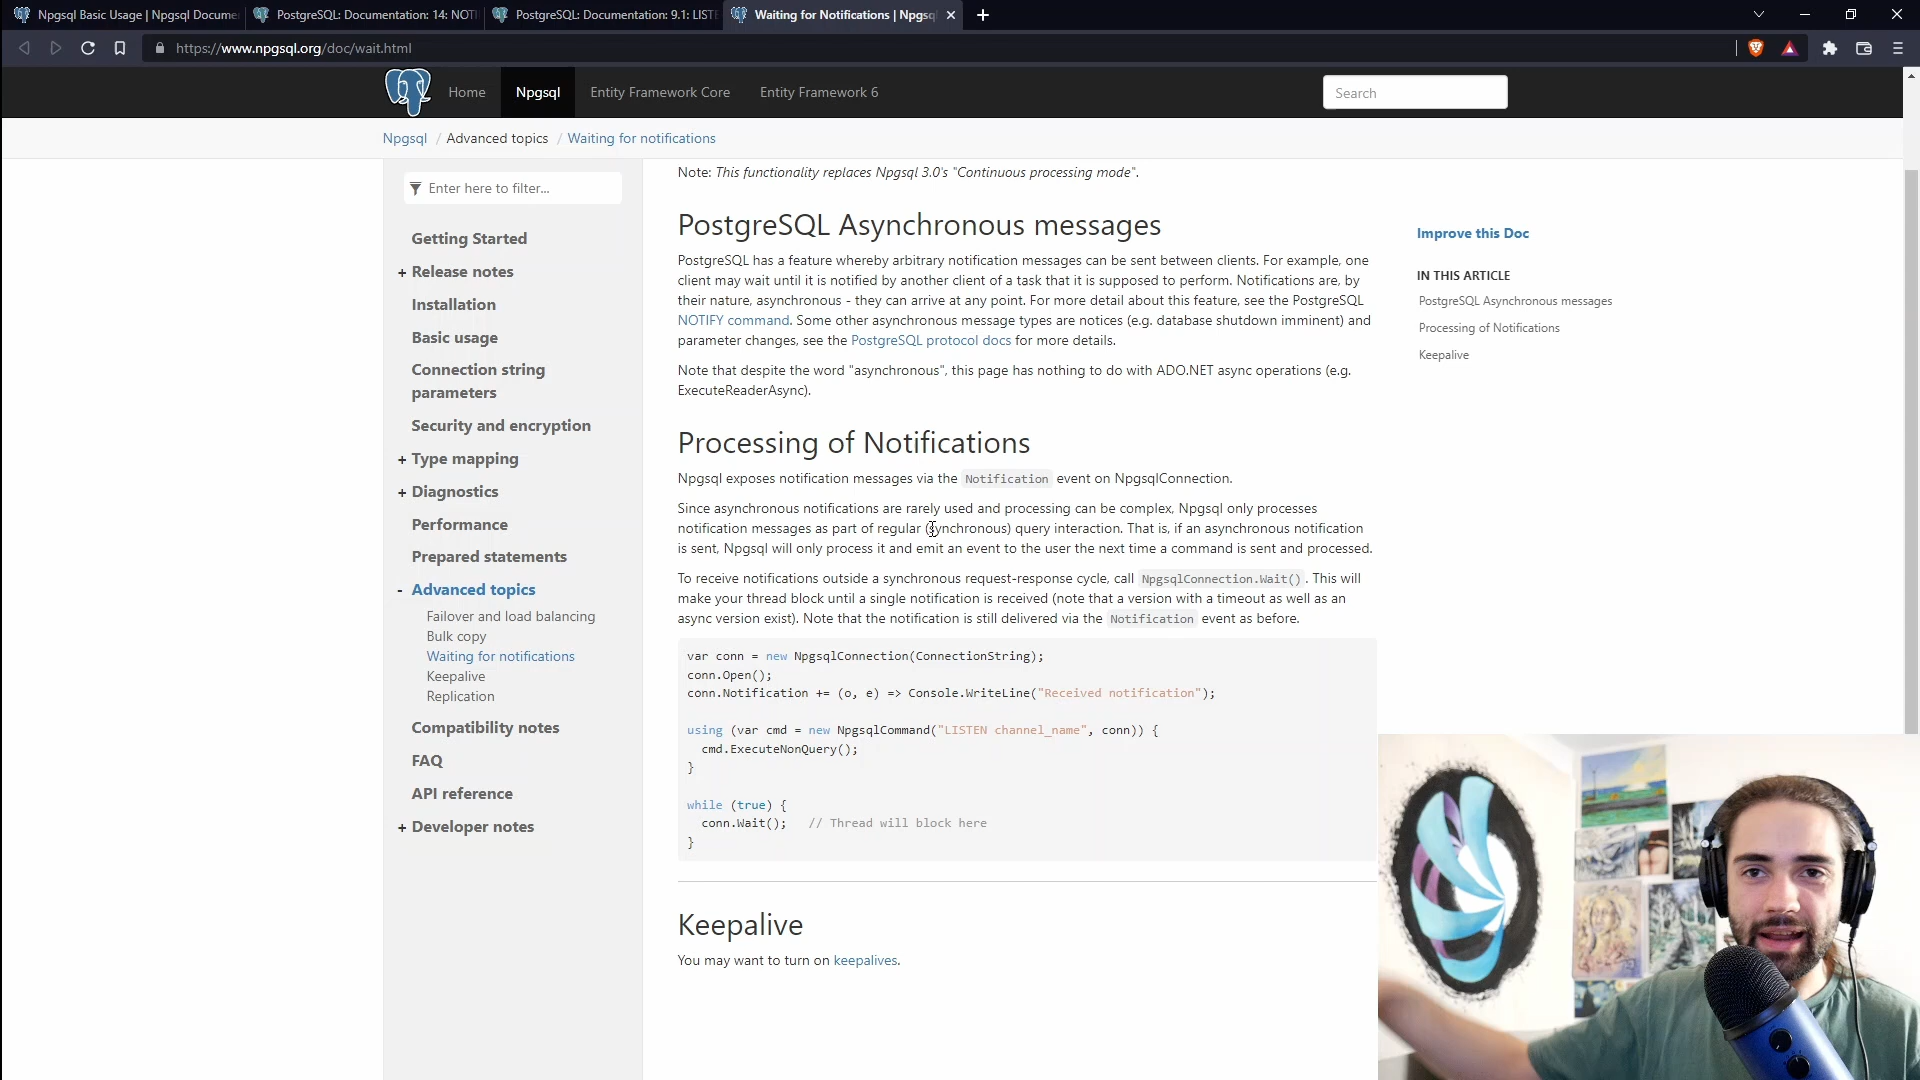 Npgsql Basic Usage | Npgsql Docume
PostgreSQL: Documentation: 14: NOTI
PostgreSQL: Documentation: 9.1: LIST
Waiting for Notifications | Npgsq
https://www.npgsql.org/doc/wait.html
Home
Npgsql
Entity Framework Core
Entity Framework 6
Search
Npgsql / Advanced topics / Waiting for notifications
Enter here to filter...
Getting Started
+ Release notes
Installation
Basic usage
Connection string
parameters
Security and encryption
+ Type mapping
+ Diagnostics
Performance
Prepared statements
- Advanced topics
Failover and load balancing
Bulk copy
Waiting for notifications
Keepalive
Replication
Compatibility notes
FAQ
API reference
+ Developer notes
Note: This functionality replaces Npgsql 3.0's "Continuous processing mode".
PostgreSQL Asynchronous messages
PostgreSQL has a feature whereby arbitrary notification messages can be sent between clients. For example, one
client may wait until it is notified by another client of a task that it is supposed to perform. Notifications are, by
their nature, asynchronous - they can arrive at any point. For more detail about this feature, see the PostgreSQL
NOTIFY command. Some other asynchronous message types are notices (e.g. database shutdown imminent) and
parameter changes, see the PostgreSQL protocol docs for more details.
Note that despite the word "asynchronous", this page has nothing to do with ADO.NET async operations (e.g.
ExecuteReaderAsync).
Processing of Notifications
Npgsql exposes notification messages via the Notification event on NpgsqlConnection.
Since asynchronous notifications are rarely used and processing can be complex, Npgsql only processes
notification messages as part of regular (synchronous) query interaction. That is, if an asynchronous notification
is sent, Npgsql will only process it and emit an event to the user the next time a command is sent and processed.
To receive notifications outside a synchronous request-response cycle, call NpgsqlConnection.Wait(). This will
make your thread block until a single notification is received (note that a version with a timeout as well as an
async version exist). Note that the notification is still delivered via the Notification event as before.
var conn = new NpgsqlConnection(ConnectionString);
conn.Open();
conn.Notification += (o, e) => Console.WriteLine("Received notification");
using (var cmd = new NpgsqlCommand("LISTEN channel_name", conn)) {
cmd.ExecuteNonQuery();
}
while (true) {
conn.Wait();   // Thread will block here
}
Keepalive
You may want to turn on keepalives.
Improve this Doc
IN THIS ARTICLE
PostgreSQL Asynchronous messages
Processing of Notifications
Keepalive